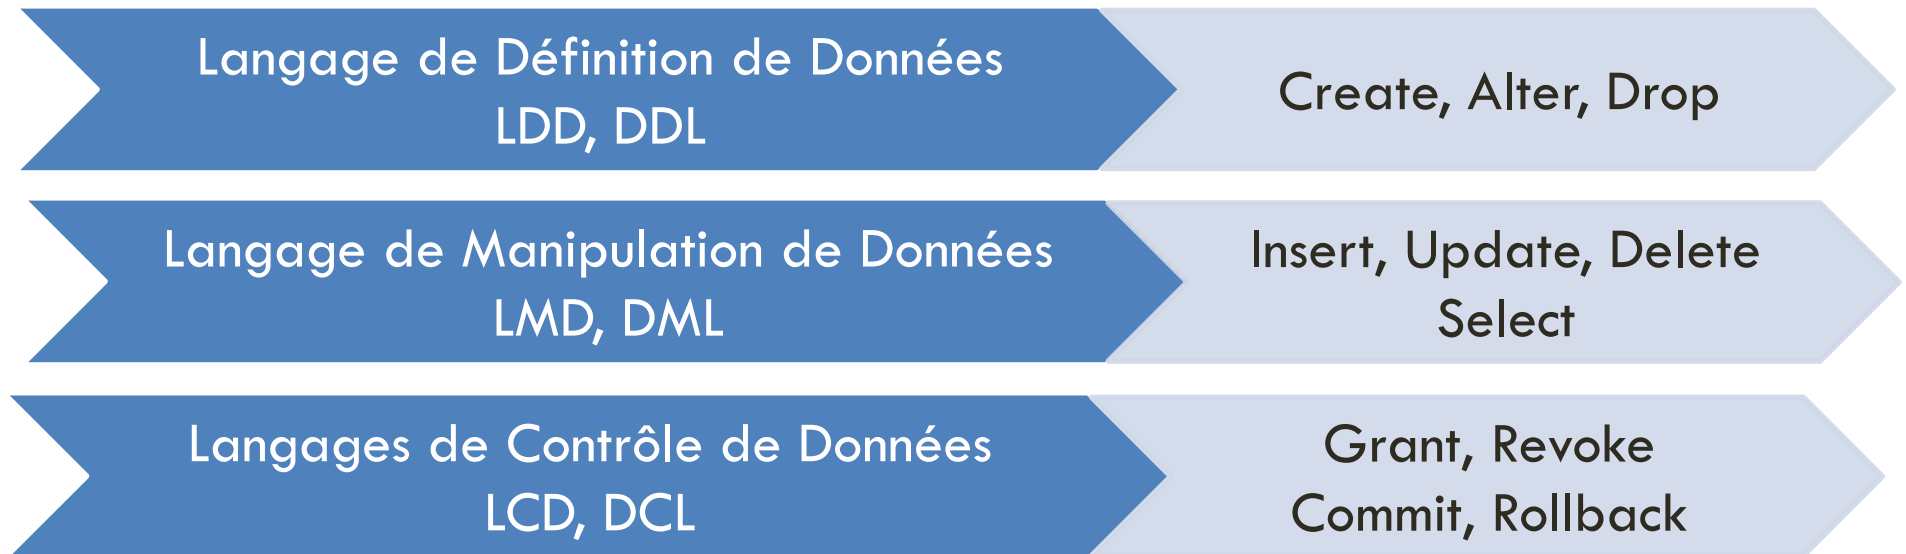 Langage de Définition de Données
LDD, DDL
Create, Alter, Drop
Langage de Manipulation de Données
LMD, DML
Insert, Update, Delete
Select
Langages de Contrôle de Données
LCD, DCL
Grant, Revoke
Commit, Rollback